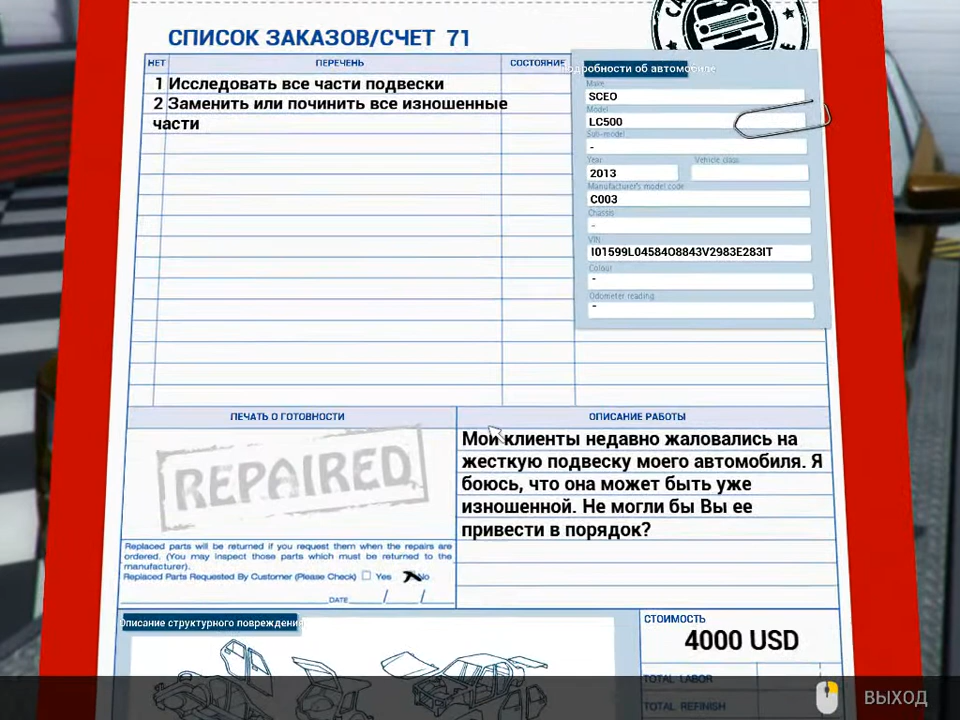 СПИСОК ЗАКАЗОВ/СЧЕТ 71
НЕТ ПЕРЕЧЕНЬ СОСТОЯНИЕ
1 Исследовать все части подвески
2 Заменить или починить все изношенные
части
подробности об автомобиле
Make
SCEO
Model
LC500
Sub-model
-
Year Vehicle class
2013
Manufacturer's model code
C003
Chassis
-
VIN
I01599L04584O8843V2983E283IT
Colour
-
Odometer reading
-
ПЕЧАТЬ О ГОТОВНОСТИ
REPAIRED
Replaced parts will be returned if you request them when the repairs are
ordered. (You may inspect those parts which must be returned to the
manufacturer).
Replaced Parts Requested By Customer (Please Check) Yes No
DATE / /
ОПИСАНИЕ РАБОТЫ
Мои клиенты недавно жаловались на
жесткую подвеску моего автомобиля. Я
боюсь, что она может быть уже
изношенной. Не могли бы Вы ее
привести в порядок?
Описание структурного повреждени
СТОИМОСТЬ
4000 USD
TOTAL LABOR
TOTAL REFINISH
ВЫХОД